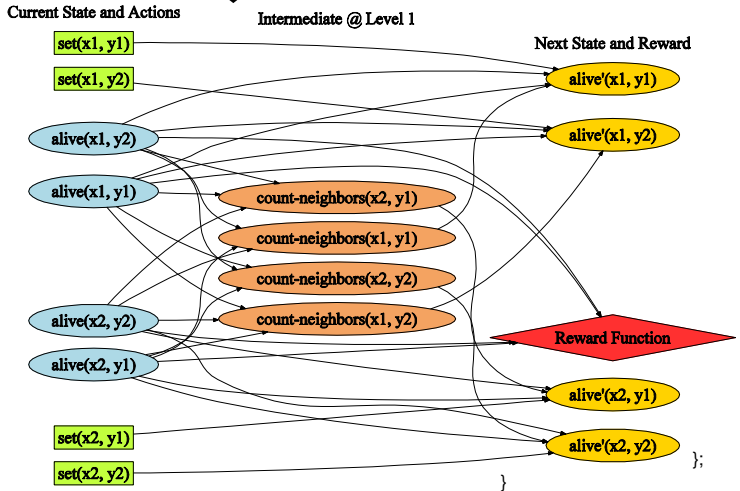 Current State and Actions
Intermediate @ Level 1
Next State and Reward
set(x1, y1)
set(x1, y2)
alive(x1, y2)
alive(x1, y1)
alive(x2, y2)
alive(x2, y1)
set(x2, y1)
set(x2, y2)
count-neighbors(x2, y1)
count-neighbors(x1, y1)
count-neighbors(x2, y2)
count-neighbors(x1, y2)
alive'(x1, y1)
alive'(x1, y2)
Reward Function
alive'(x2, y1)
alive'(x2, y2)
};
}